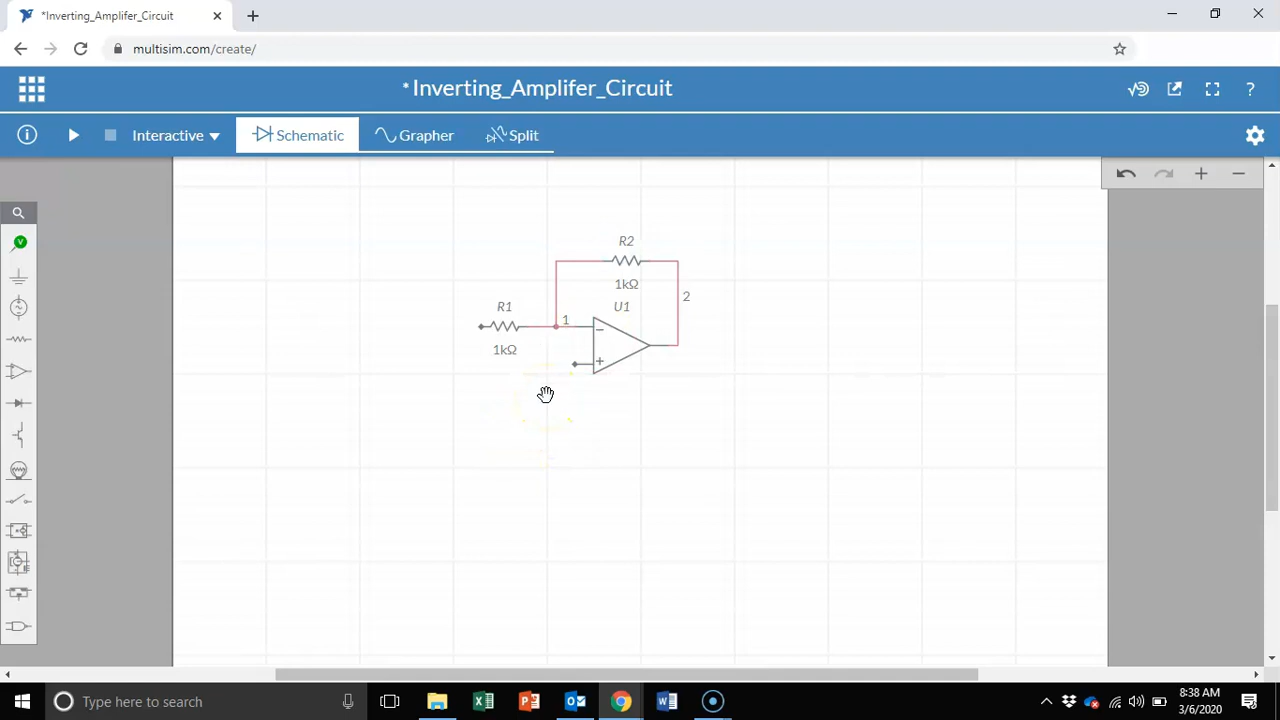 *Inverting_Amplifer_Circuit
multisim.com/create/
*Inverting_Amplifer_Circuit
Interactive Schematic Grapher Split
V
R2
1kΩ
2
R1
U1
1
1kΩ
Type here to search
8:38 AM
3/6/2020